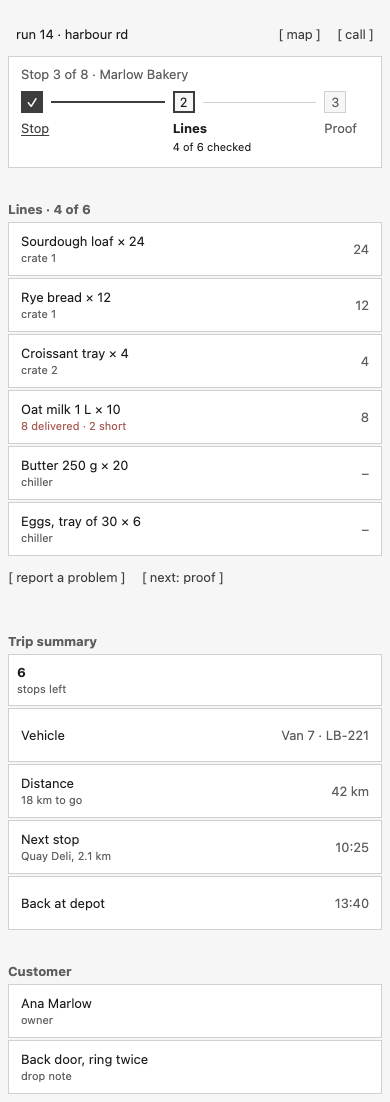 run 14 · harbour rd [ map ] [ call ]
Stop 3 of 8 · Marlow Bakery
2 3
Stop Lines Proof
4 of 6 checked
Lines · 4 of 6
Sourdough loaf × 24
crate 1
24
Rye bread × 12
crate 1
12
Croissant tray × 4
crate 2
4
Oat milk 1 L × 10
8 delivered · 2 short
8
Butter 250 g × 20
chiller
–
Eggs, tray of 30 × 6
chiller
–
[ report a problem ] [ next: proof ]
Trip summary
6
stops left
Vehicle Van 7 · LB-221
Distance
18 km to go
42 km
Next stop
Quay Deli, 2.1 km
10:25
Back at depot 13:40
Customer
Ana Marlow
owner
Back door, ring twice
drop note